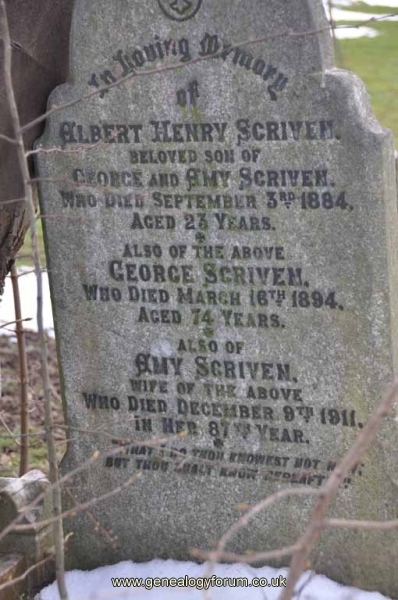 In Loving Memory
of
ALBERT HENRY SCRIVEN.
BELOVED SON OF
GEORGE AND AMY SCRIVEN.
WHO DIED SEPTEMBER 3RD 1884.
AGED 23 YEARS.
ALSO OF THE ABOVE
GEORGE SCRIVEN.
WHO DIED MARCH 16TH 1894.
AGED 74 YEARS.
ALSO OF
AMY SCRIVEN.
WIFE OF THE ABOVE
WHO DIED DECEMBER 9TH 1911.
IN HER 87TH YEAR.
THAT I DO THOU KNOWEST NOT NOW,
BUT THOU SHALT KNOW HEREAFTER
www.genealogyforum.co.uk